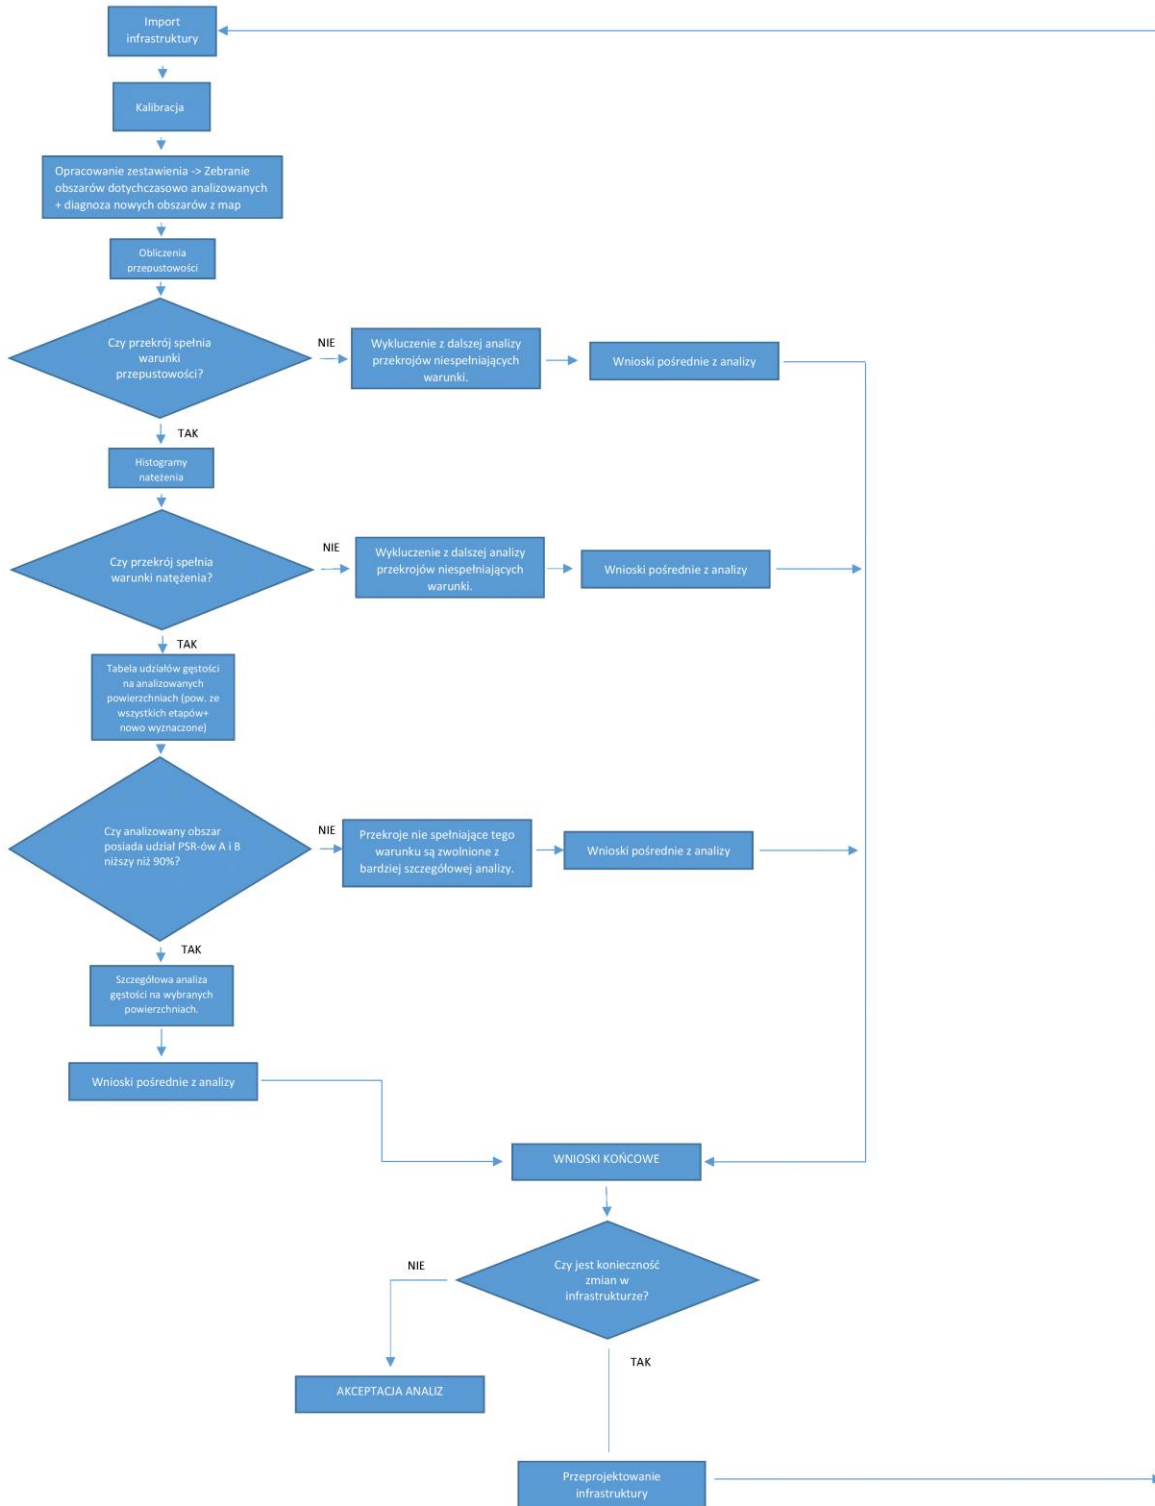 Import
infrastruktury
Kalibracja
Opracowanie zestawienia -> Zebranie
obszarów dotychczasowo analizowanych
+ diagnoza nowych obszarów z map
Obliczenia
przepustowości
Czy przekrój spełnia
warunki
przepustowości?
NIE
Wykluczenie z dalszej analizy
przekrojów niespełniających
warunki.
Wnioski pośrednie z analizy
TAK
Histogramy
natężenia
Czy przekrój spełnia
warunki natężenia?
NIE
Wykluczenie z dalszej analizy
przekrojów niespełniających
warunki.
Wnioski pośrednie z analizy
TAK
Tabela udziałów gęstości
na analizowanych
powierzchniach (pow. ze
wszystkich etapów+
nowo wyznaczone)
Czy analizowany obszar
posiada udział PSR-ów A i B
niższy niż 90%?
NIE
Przekroje nie spełniające tego
warunku są zwolnione z
bardziej szczegółowej analizy.
Wnioski pośrednie z analizy
TAK
Szczegółowa analiza
gęstości na wybranych
powierzchniach.
Wnioski pośrednie z analizy
WNIOSKI KOŃCOWE
Czy jest konieczność
zmian w
infrastrukturze?
NIE
TAK
AKCEPTACJA ANALIZ
Przeprojektowanie
infrastruktury